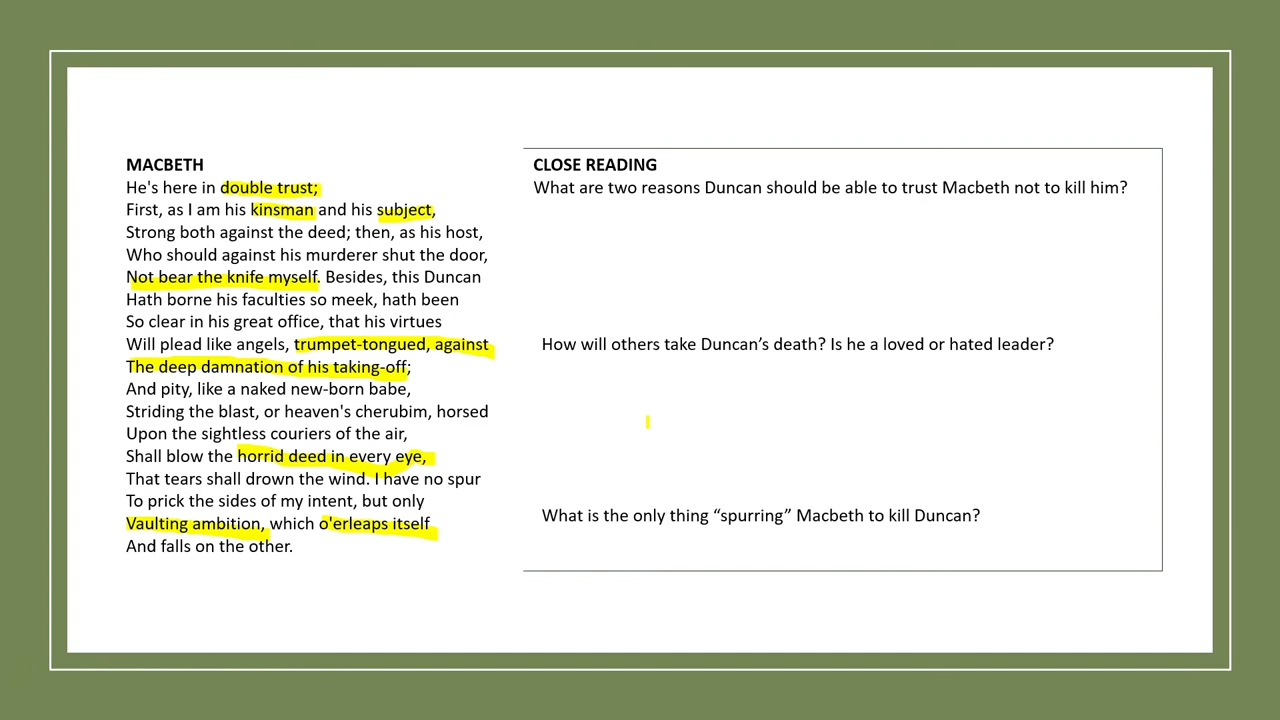 MACBETH
He's here in double trust;
First, as I am his kinsman and his subject,
Strong both against the deed; then, as his host,
Who should against his murderer shut the door,
Not bear the knife myself. Besides, this Duncan
Hath borne his faculties so meek, hath been
So clear in his great office, that his virtues
Will plead like angels, trumpet-tongued, against
The deep damnation of his taking-off;
And pity, like a naked new-born babe,
Striding the blast, or heaven's cherubim, horsed
Upon the sightless couriers of the air,
Shall blow the horrid deed in every eye,
That tears shall drown the wind. I have no spur
To prick the sides of my intent, but only
Vaulting ambition, which o'erleaps itself
And falls on the other.
CLOSE READING
What are two reasons Duncan should be able to trust Macbeth not to kill him?
How will others take Duncan’s death? Is he a loved or hated leader?
What is the only thing “spurring” Macbeth to kill Duncan?